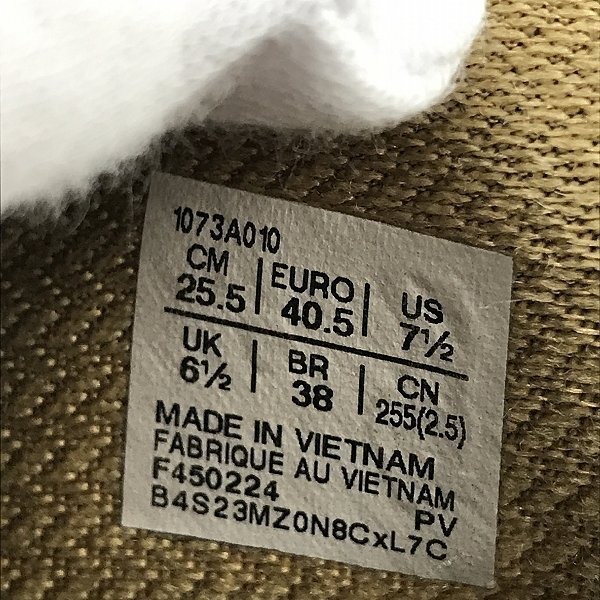 1073A010
CM EURO US
25.5 40.5 7½
UK BR CN
6½ 38 255(2.5)
MADE IN VIETNAM
FABRIQUE AU VIETNAM
F450224 PV
B4S23MZ0N8CxL7C